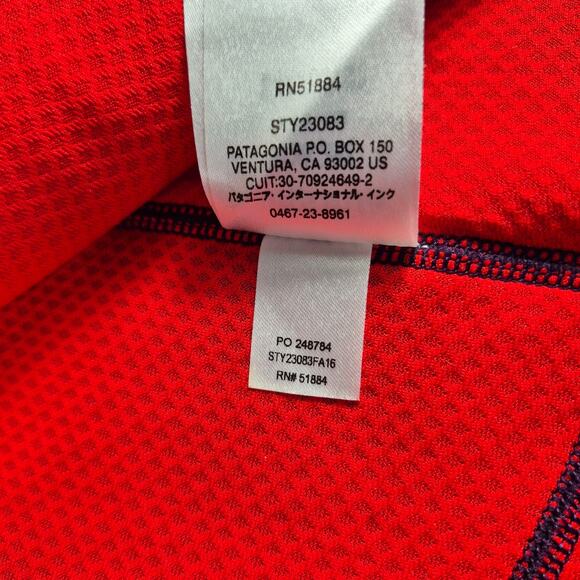 RN51884
STY23083
PATAGONIA P.O. BOX 150
VENTURA, CA 93002 US
CUIT:30-70924649-2
パタゴニア・インターナショナル・インク
0467-23-8961
PO 248784
STY23083FA16
RN# 51884